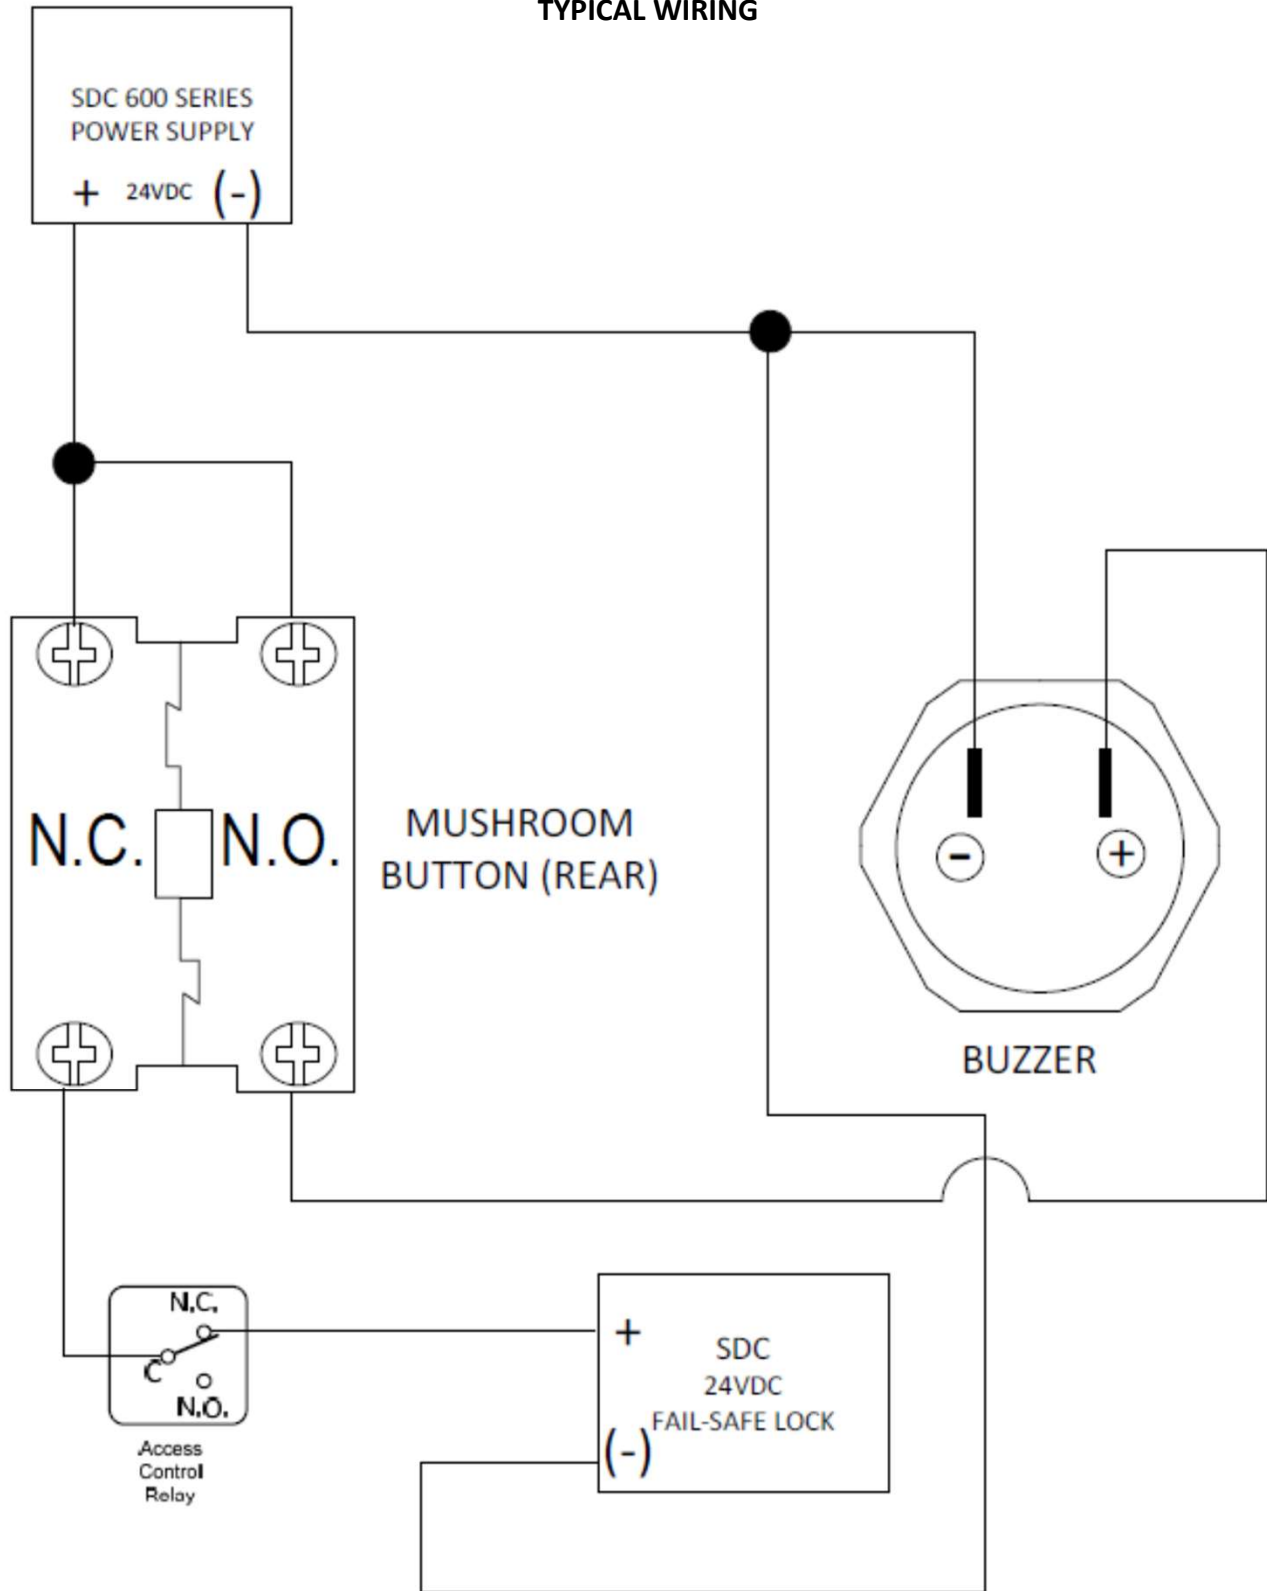 TYPICAL WIRING
SDC 600 SERIES
POWER SUPPLY
+ 24VDC (-)
N.C. N.O.
MUSHROOM
BUTTON (REAR)
- +
BUZZER
N.C.
C
N.O.
Access
Control
Relay
+
SDC
24VDC
FAIL-SAFE LOCK
(-)